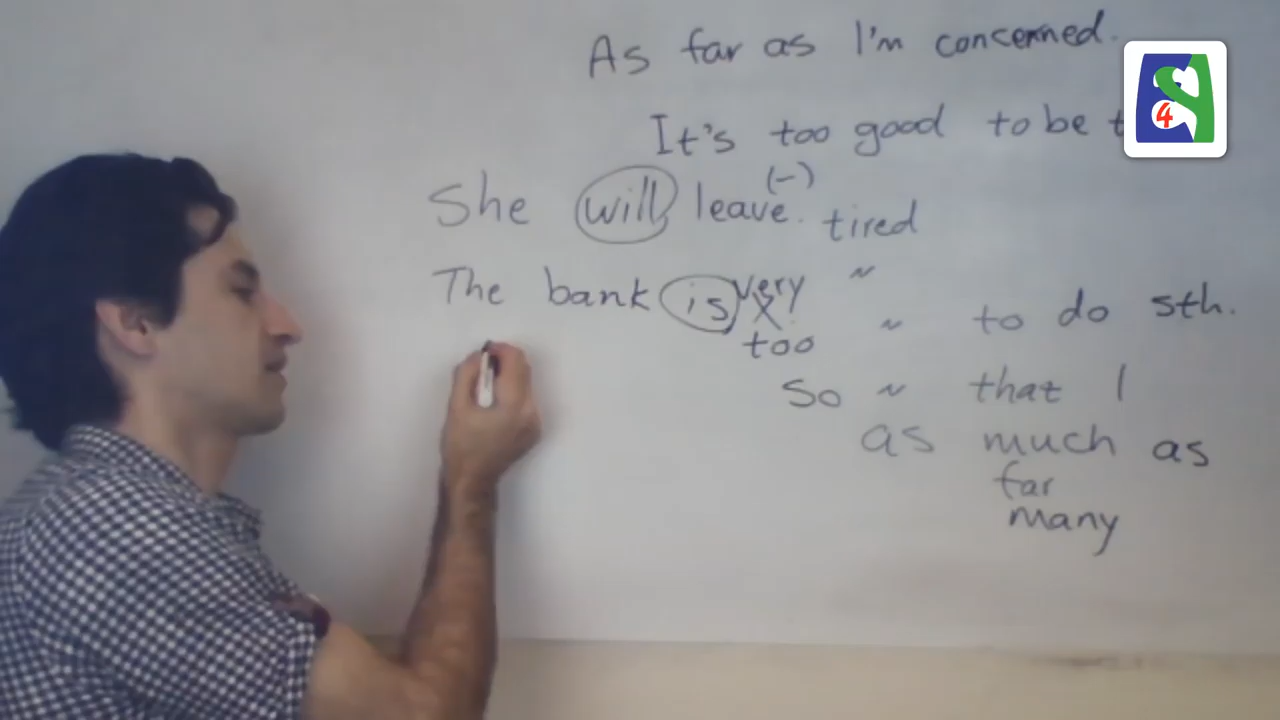 As far as I'm concerned.
It's too good to be t
4
She will leave. (-) tired
The bank is very ~
too ~ to do sth.
so ~ that I
as much as
far
many